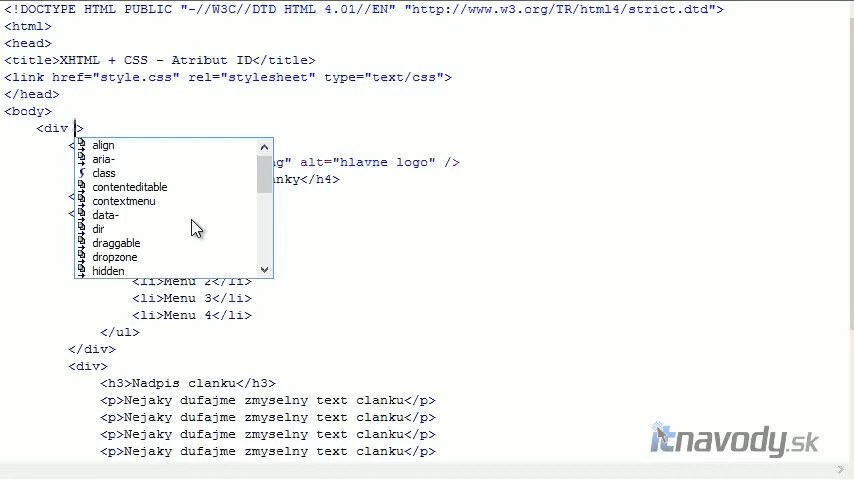 <!DOCTYPE HTML PUBLIC "-//W3C//DTD HTML 4.01//EN" "http://www.w3.org/TR/html4/strict.dtd">
<html>
<head>
<title>XHTML + CSS - Atribut ID</title>
<link href="style.css" rel="stylesheet" type="text/css">
</head>
<body>
<div >
<
align
aria-
class
contenteditable
contextmenu
data-
dir
draggable
dropzone
hidden
ng" alt="hlavne logo" />
anky</h4>
<
<
<li>Menu 2</li>
<li>Menu 3</li>
<li>Menu 4</li>
</ul>
</div>
<div>
<h3>Nadpis clanku</h3>
<p>Nejaky dufajme zmyselny text clanku</p>
<p>Nejaky dufajme zmyselny text clanku</p>
<p>Nejaky dufajme zmyselny text clanku</p>
<p>Nejaky dufajme zmyselny text clanku</p>
itnavody.sk